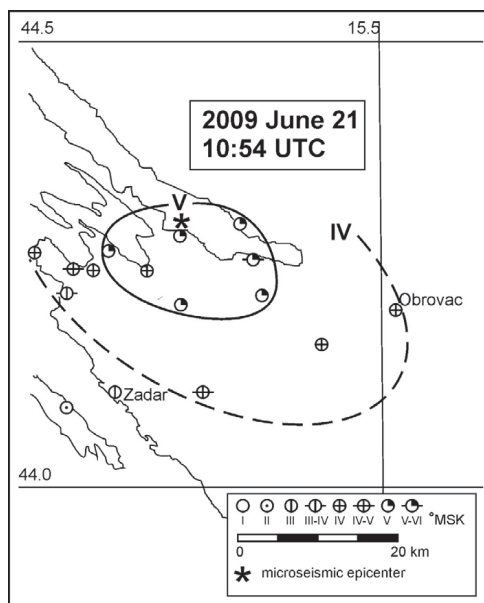 44.5 15.5
2009 June 21
10:54 UTC
V
IV
Obrovac
Zadar
44.0
I II III III-IV IV IV-V V V-VI °MSK
0 20 km
* microseismic epicenter